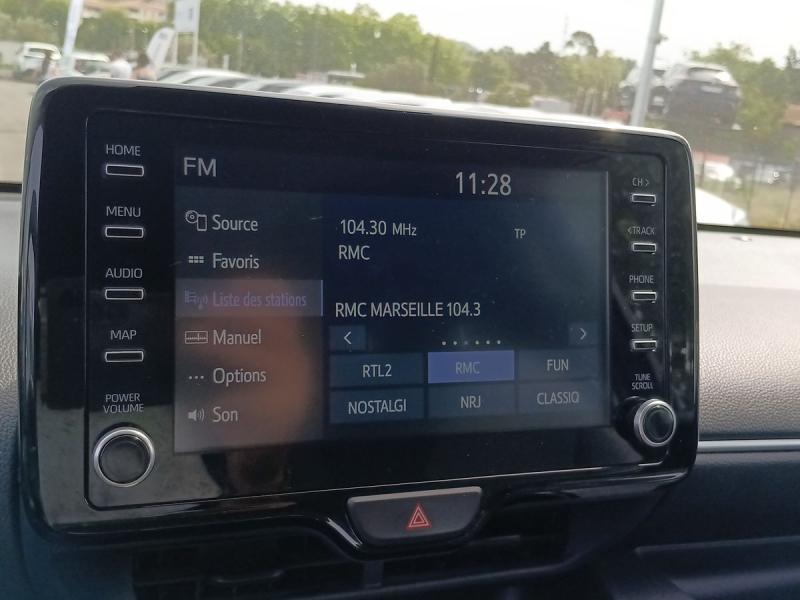 HOME
MENU
AUDIO
MAP
POWER
VOLUME
FM
11:28
Source
Favoris
Liste des stations
Manuel
Options
Son
104.30 MHz
TP
RMC
RMC MARSEILLE 104.3
< >
RTL2 RMC FUN
NOSTALGI NRJ CLASSIQ
CH >
< TRACK
PHONE
SETUP
TUNE
SCROLL